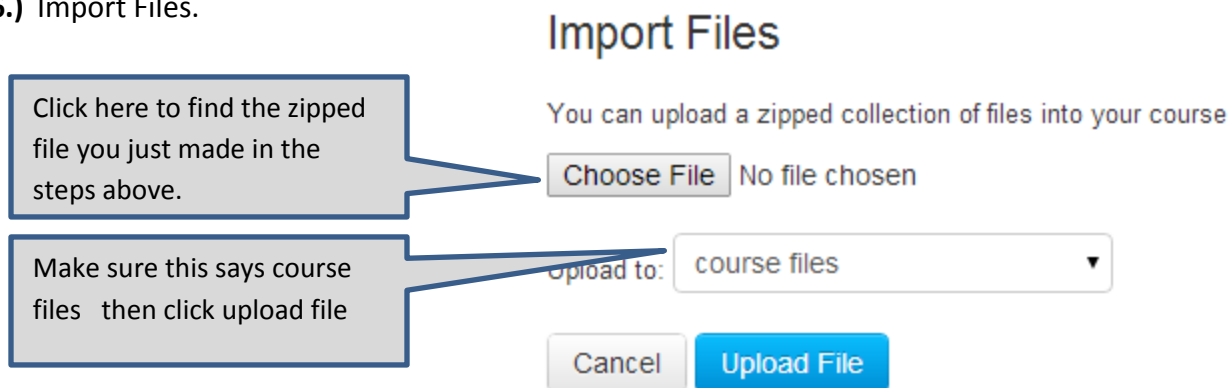 .) Import Files.
Import Files
Click here to find the zipped
file you just made in the
steps above.
You can upload a zipped collection of files into your course
Choose File No file chosen
Make sure this says course
files then click upload file
Upload to: course files
Cancel Upload File